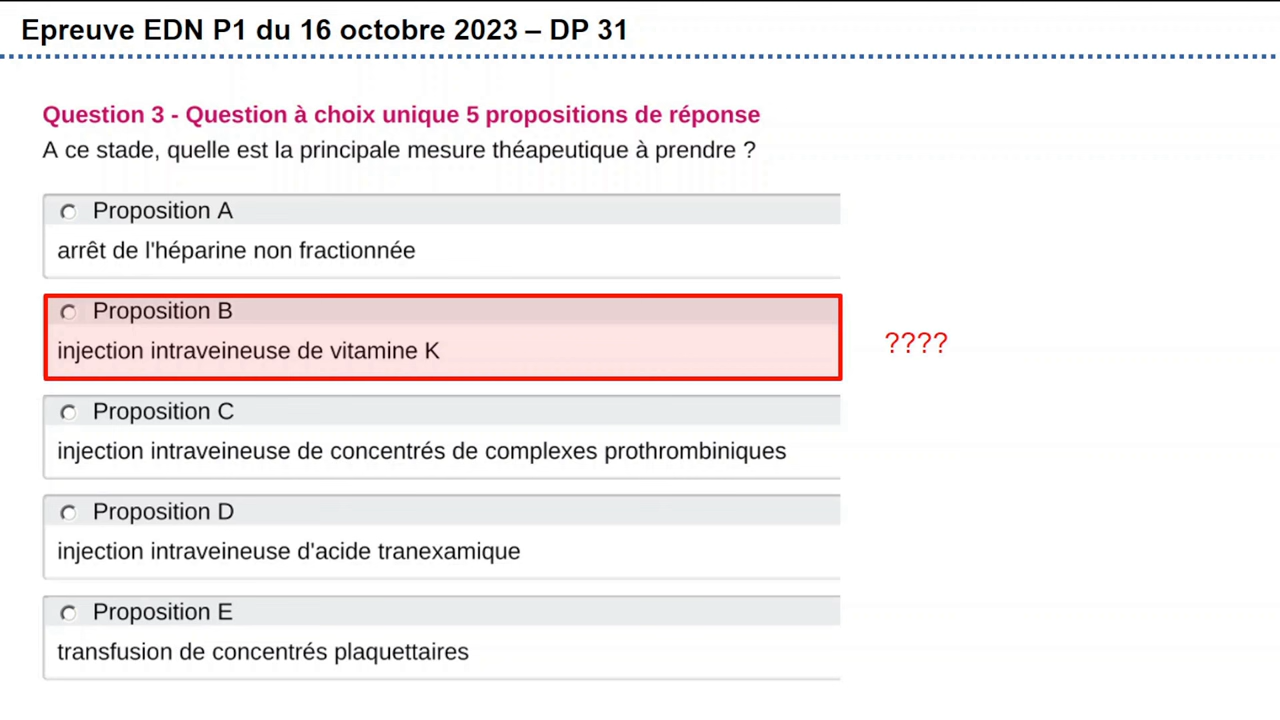 Epreuve EDN P1 du 16 octobre 2023 – DP 31
Question 3 - Question à choix unique 5 propositions de réponse
A ce stade, quelle est la principale mesure théapeutique à prendre ?
Proposition A
arrêt de l'héparine non fractionnée
Proposition B
injection intraveineuse de vitamine K
????
Proposition C
injection intraveineuse de concentrés de complexes prothrombiniques
Proposition D
injection intraveineuse d'acide tranexamique
Proposition E
transfusion de concentrés plaquettaires